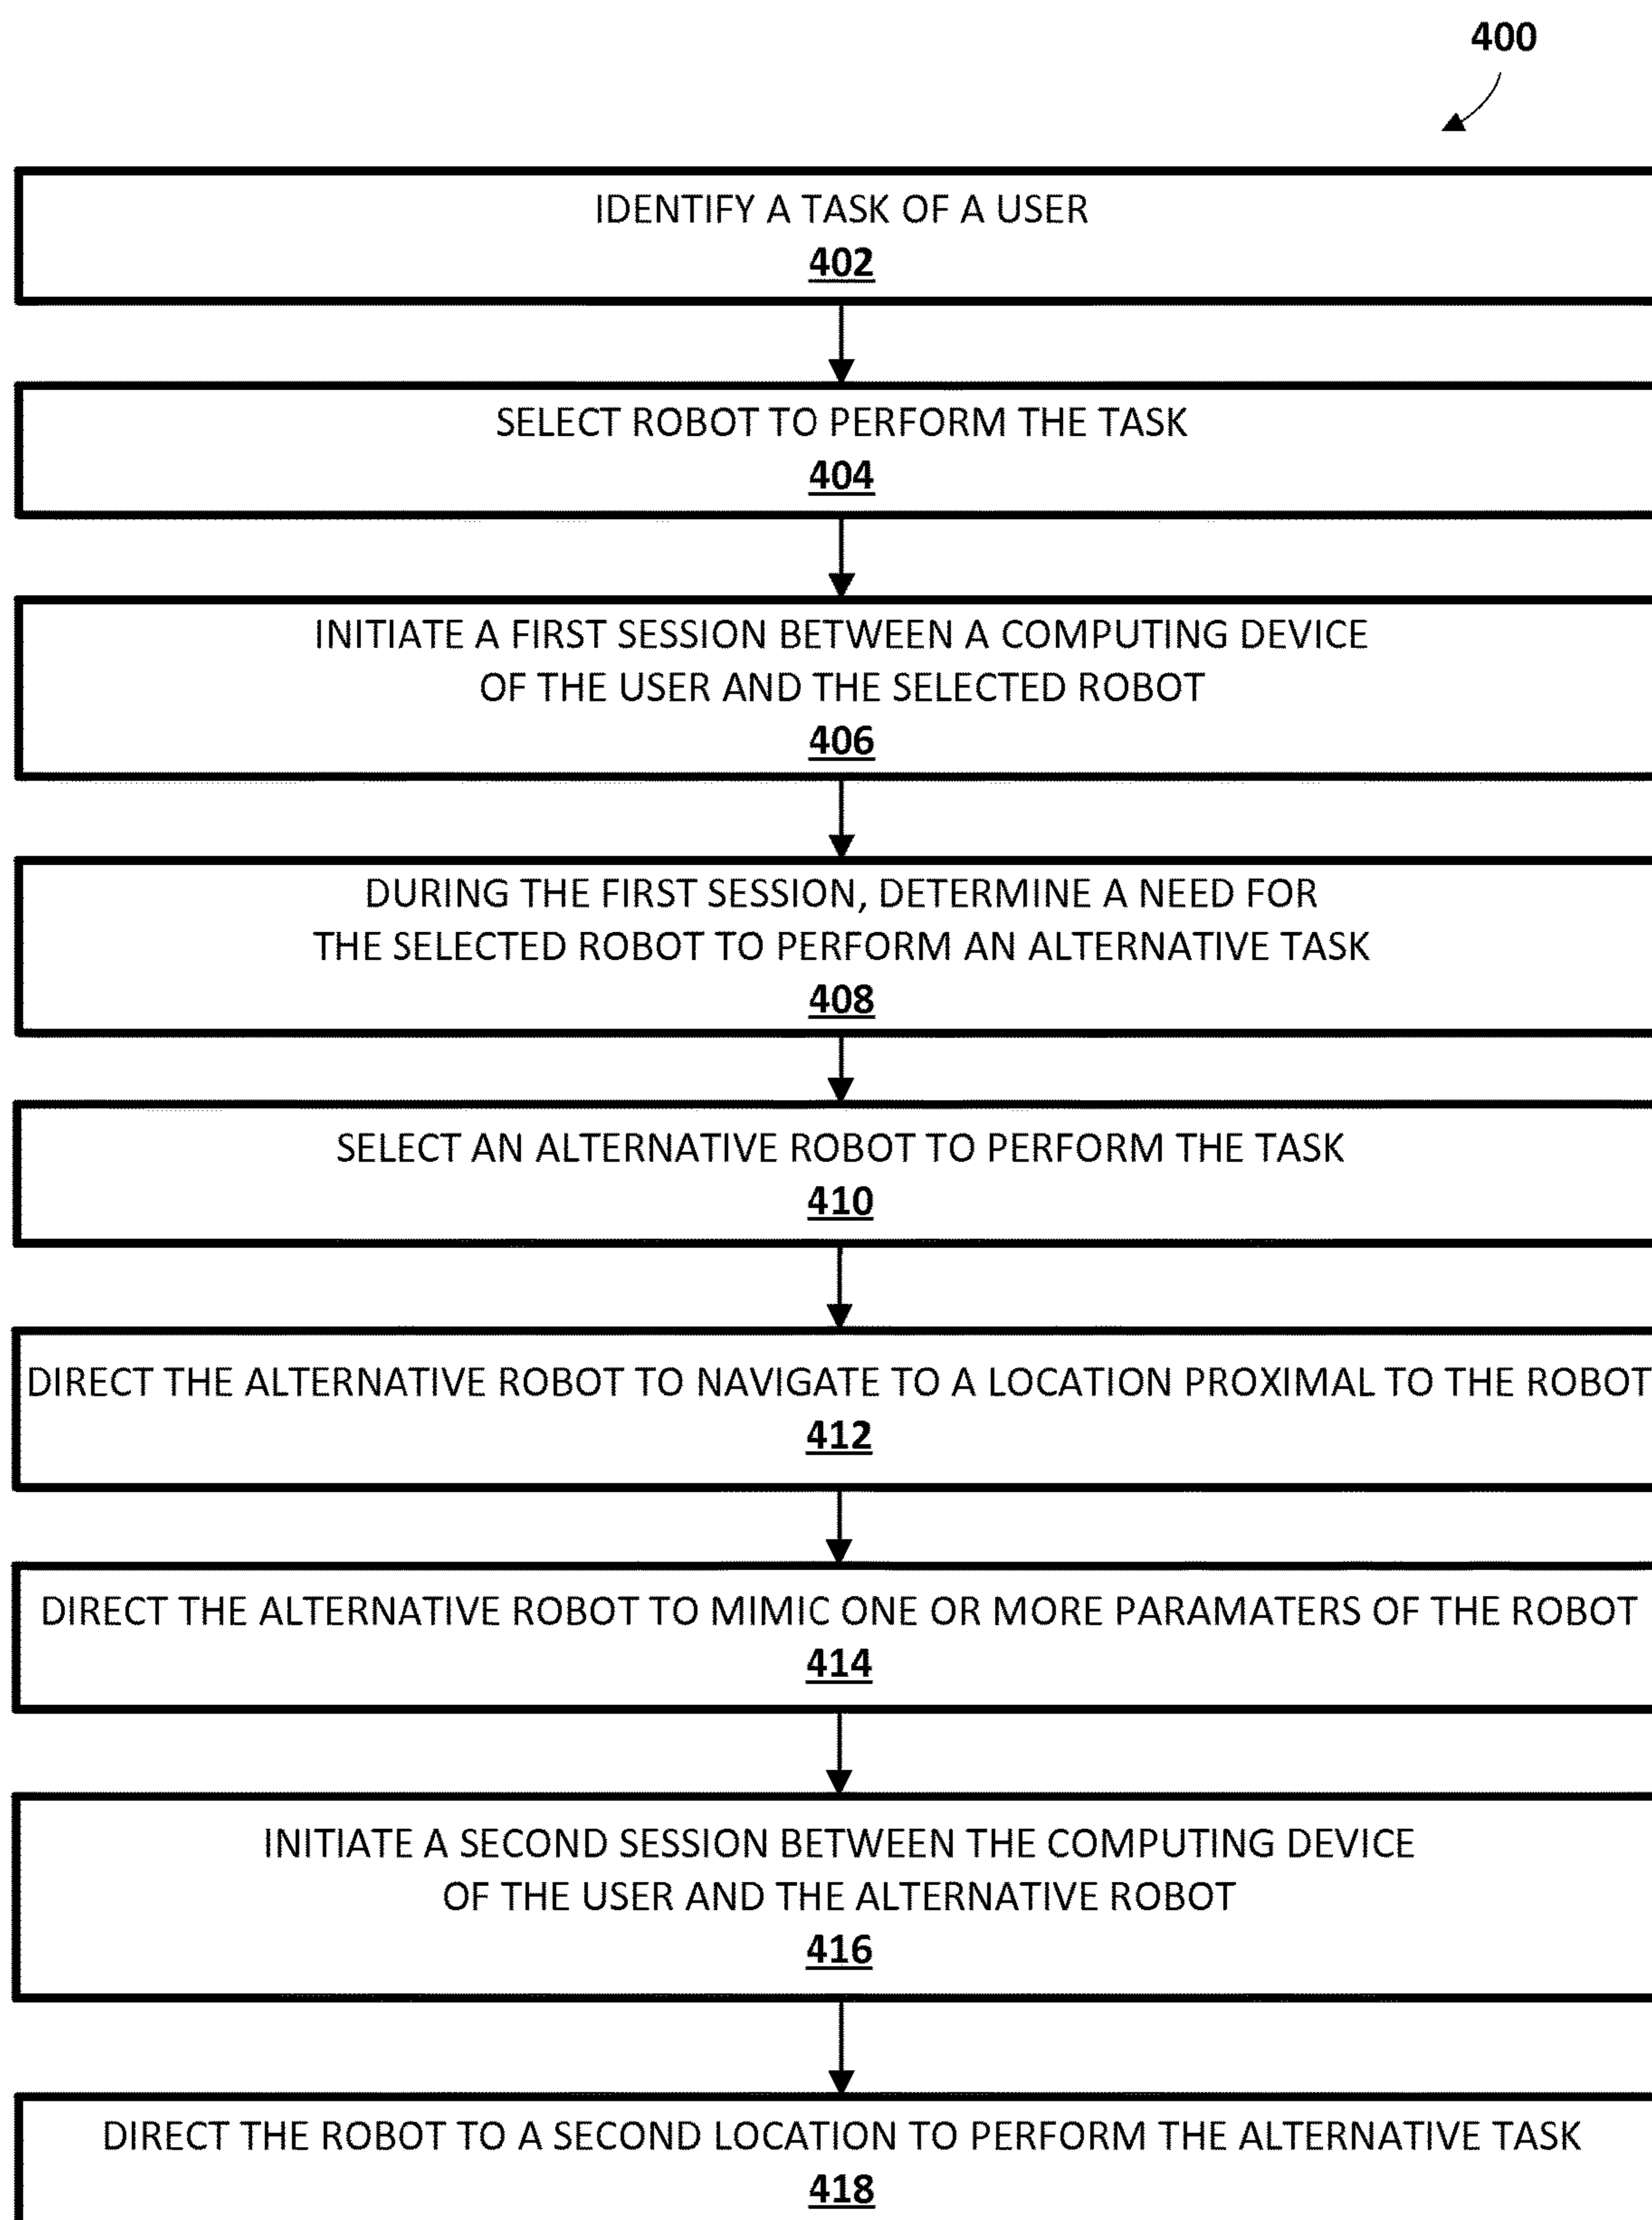 400
IDENTIFY A TASK OF A USER
402
SELECT ROBOT TO PERFORM THE TASK
404
INITIATE A FIRST SESSION BETWEEN A COMPUTING DEVICE
OF THE USER AND THE SELECTED ROBOT
406
DURING THE FIRST SESSION, DETERMINE A NEED FOR
THE SELECTED ROBOT TO PERFORM AN ALTERNATIVE TASK
408
SELECT AN ALTERNATIVE ROBOT TO PERFORM THE TASK
410
DIRECT THE ALTERNATIVE ROBOT TO NAVIGATE TO A LOCATION PROXIMAL TO THE ROBOT
412
DIRECT THE ALTERNATIVE ROBOT TO MIMIC ONE OR MORE PARAMATERS OF THE ROBOT
414
INITIATE A SECOND SESSION BETWEEN THE COMPUTING DEVICE
OF THE USER AND THE ALTERNATIVE ROBOT
416
DIRECT THE ROBOT TO A SECOND LOCATION TO PERFORM THE ALTERNATIVE TASK
418